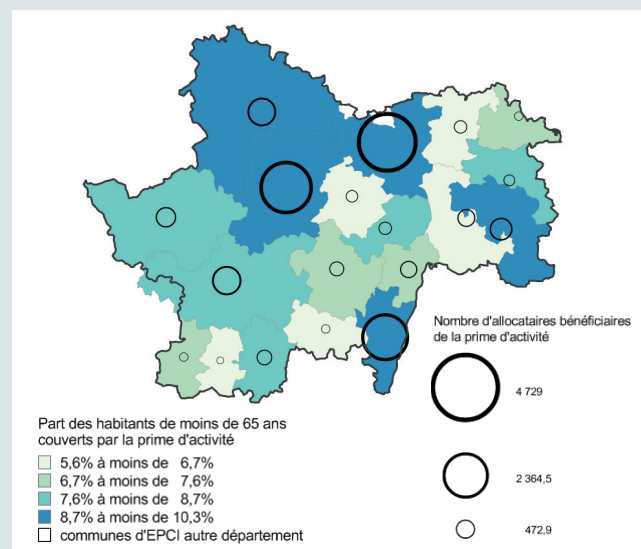 Nombre d'allocataires bénéficiaires
de la prime d'activité
4 729
2 364,5
472,9
Part des habitants de moins de 65 ans
couverts par la prime d'activité
5,6% à moins de 6,7%
6,7% à moins de 7,6%
7,6% à moins de 8,7%
8,7% à moins de 10,3%
communes d'EPCI autre département